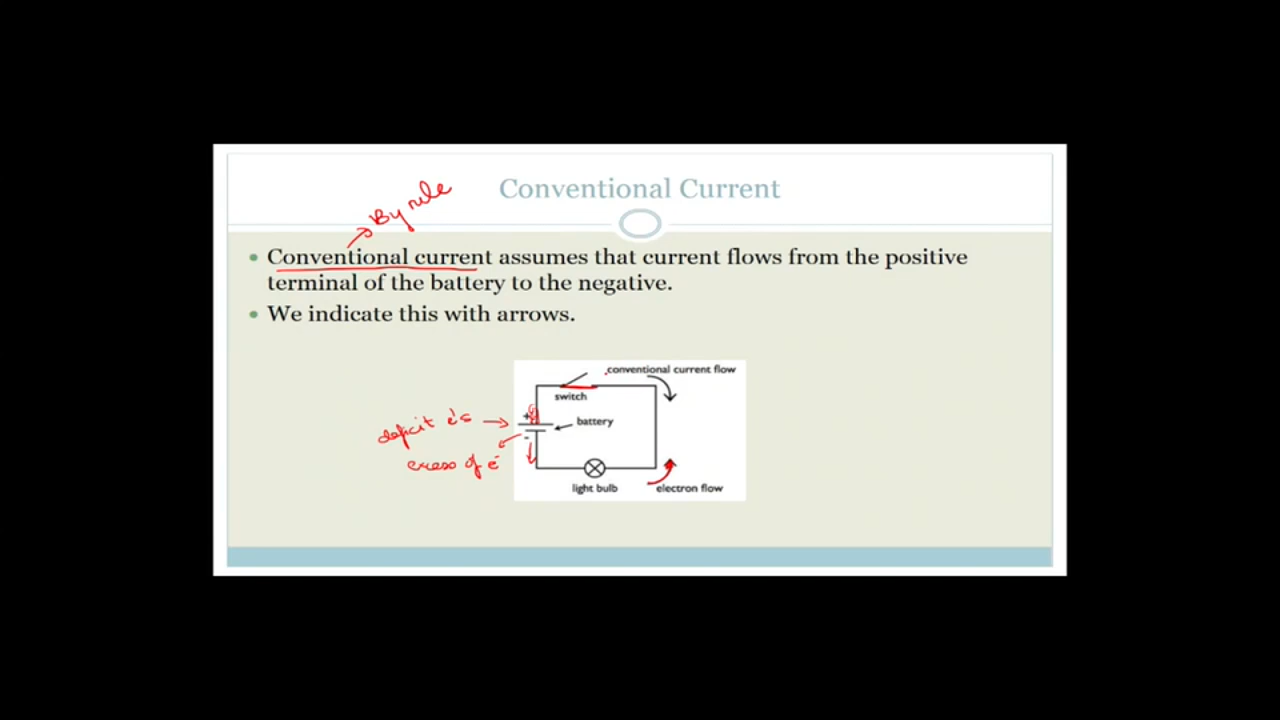 Conventional Current
By rule
• Conventional current assumes that current flows from the positive
terminal of the battery to the negative.
• We indicate this with arrows.
conventional current flow
switch
+
battery
deficit e's
-
excess of e-
light bulb
electron flow